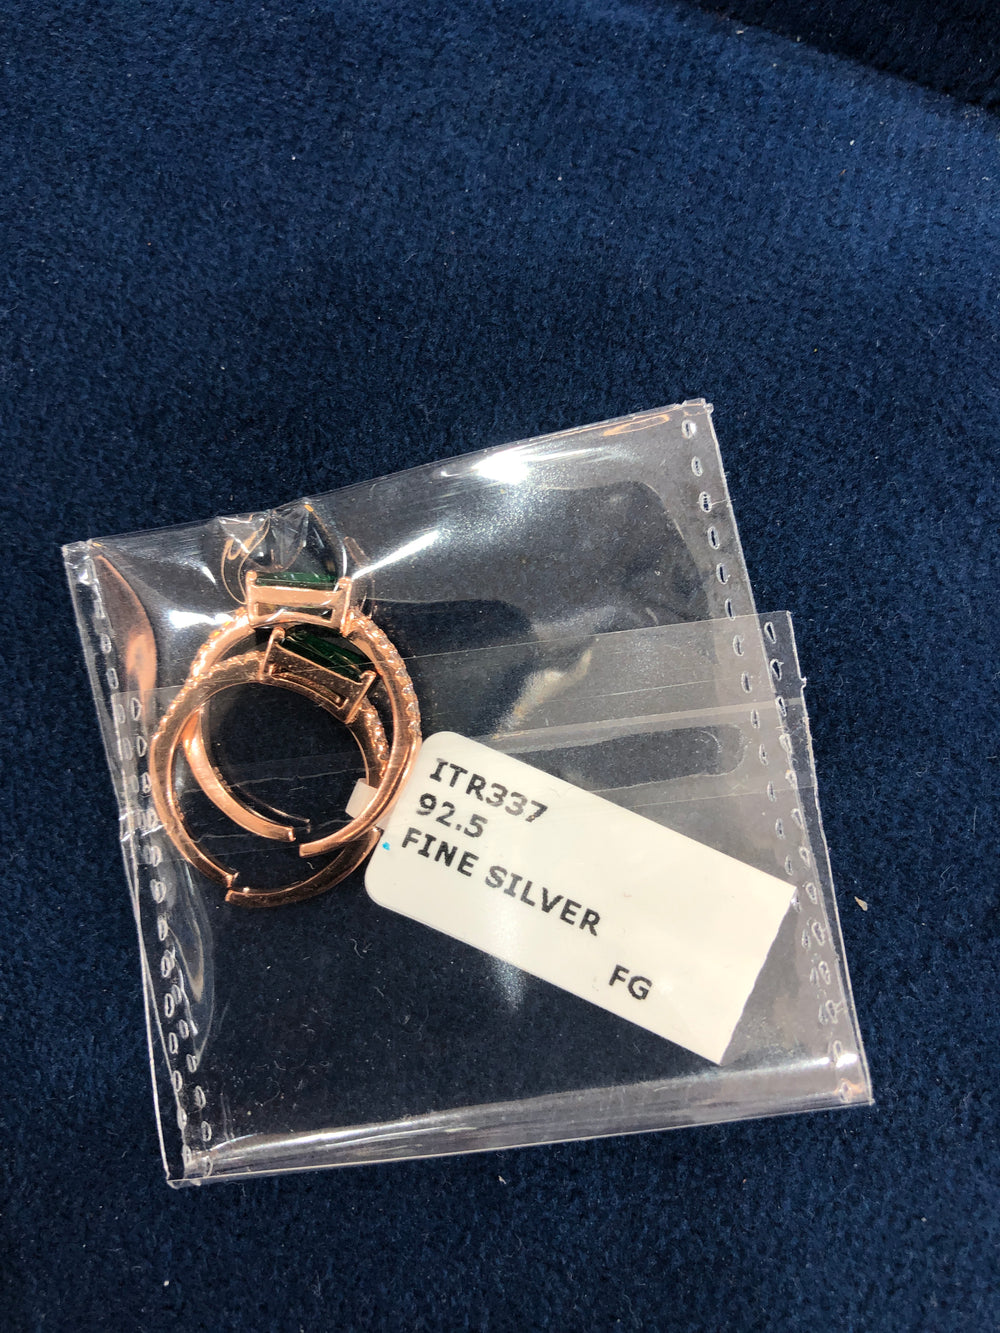 ITR337
92.5
FINE SILVER
FG